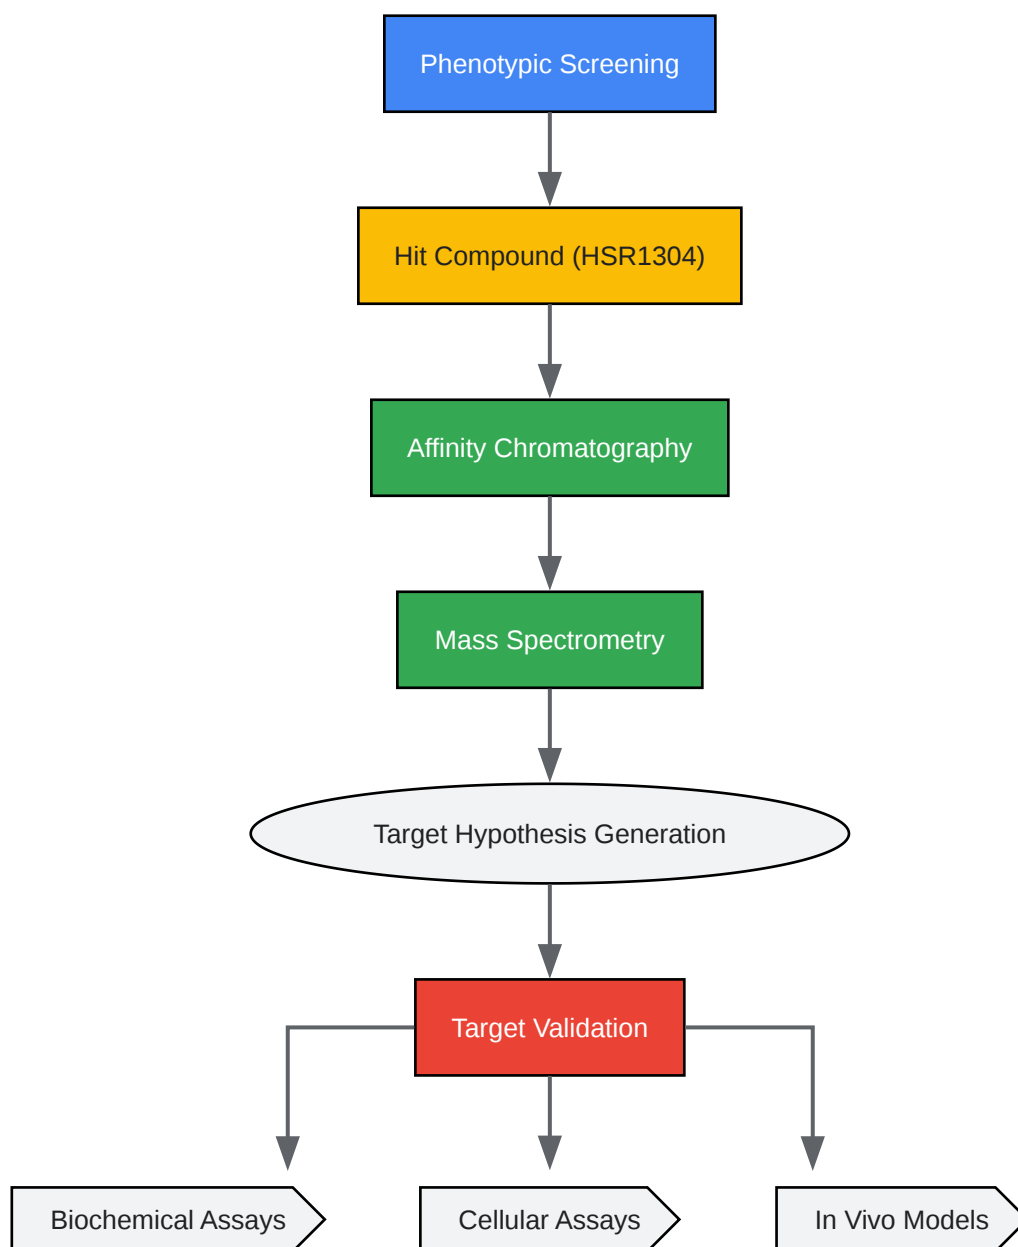 Phenotypic Screening
Hit Compound (HSR1304)
Affinity Chromatography
Mass Spectrometry
Target Hypothesis Generation
Target Validation
Biochemical Assays
Cellular Assays
In Vivo Models